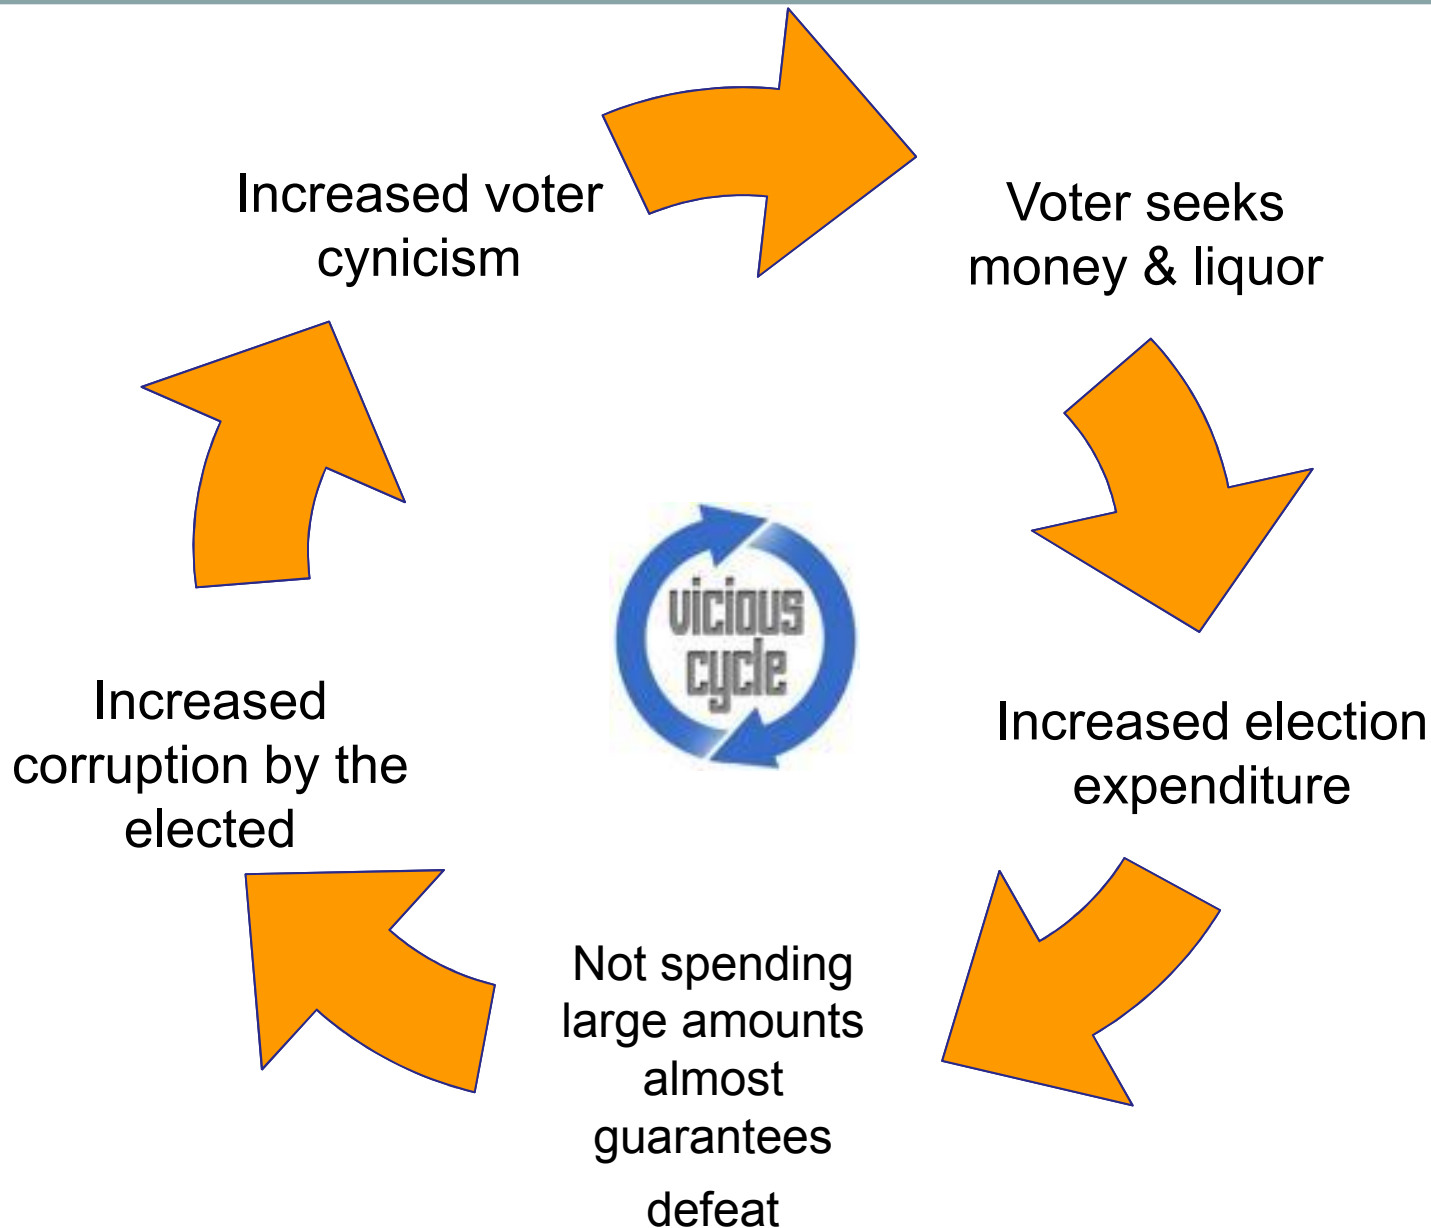 Increased voter
cynicism
Voter seeks
money & liquor
Increased election
expenditure
Not spending
large amounts
almost
guarantees
defeat
Increased
corruption by the
elected
vicious
cycle